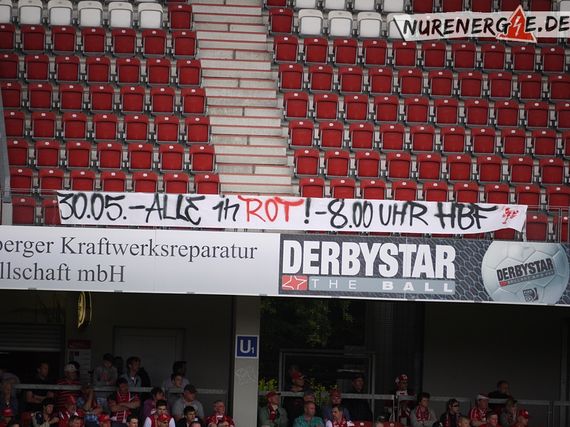 NURENERGIE.DE
30.05.-ALLE in ROT!-8.00 UHR HBF
berger Kraftwerksreparatur
llschaft mbH
DERBYSTAR
THE BALL
DERBYSTAR
U1